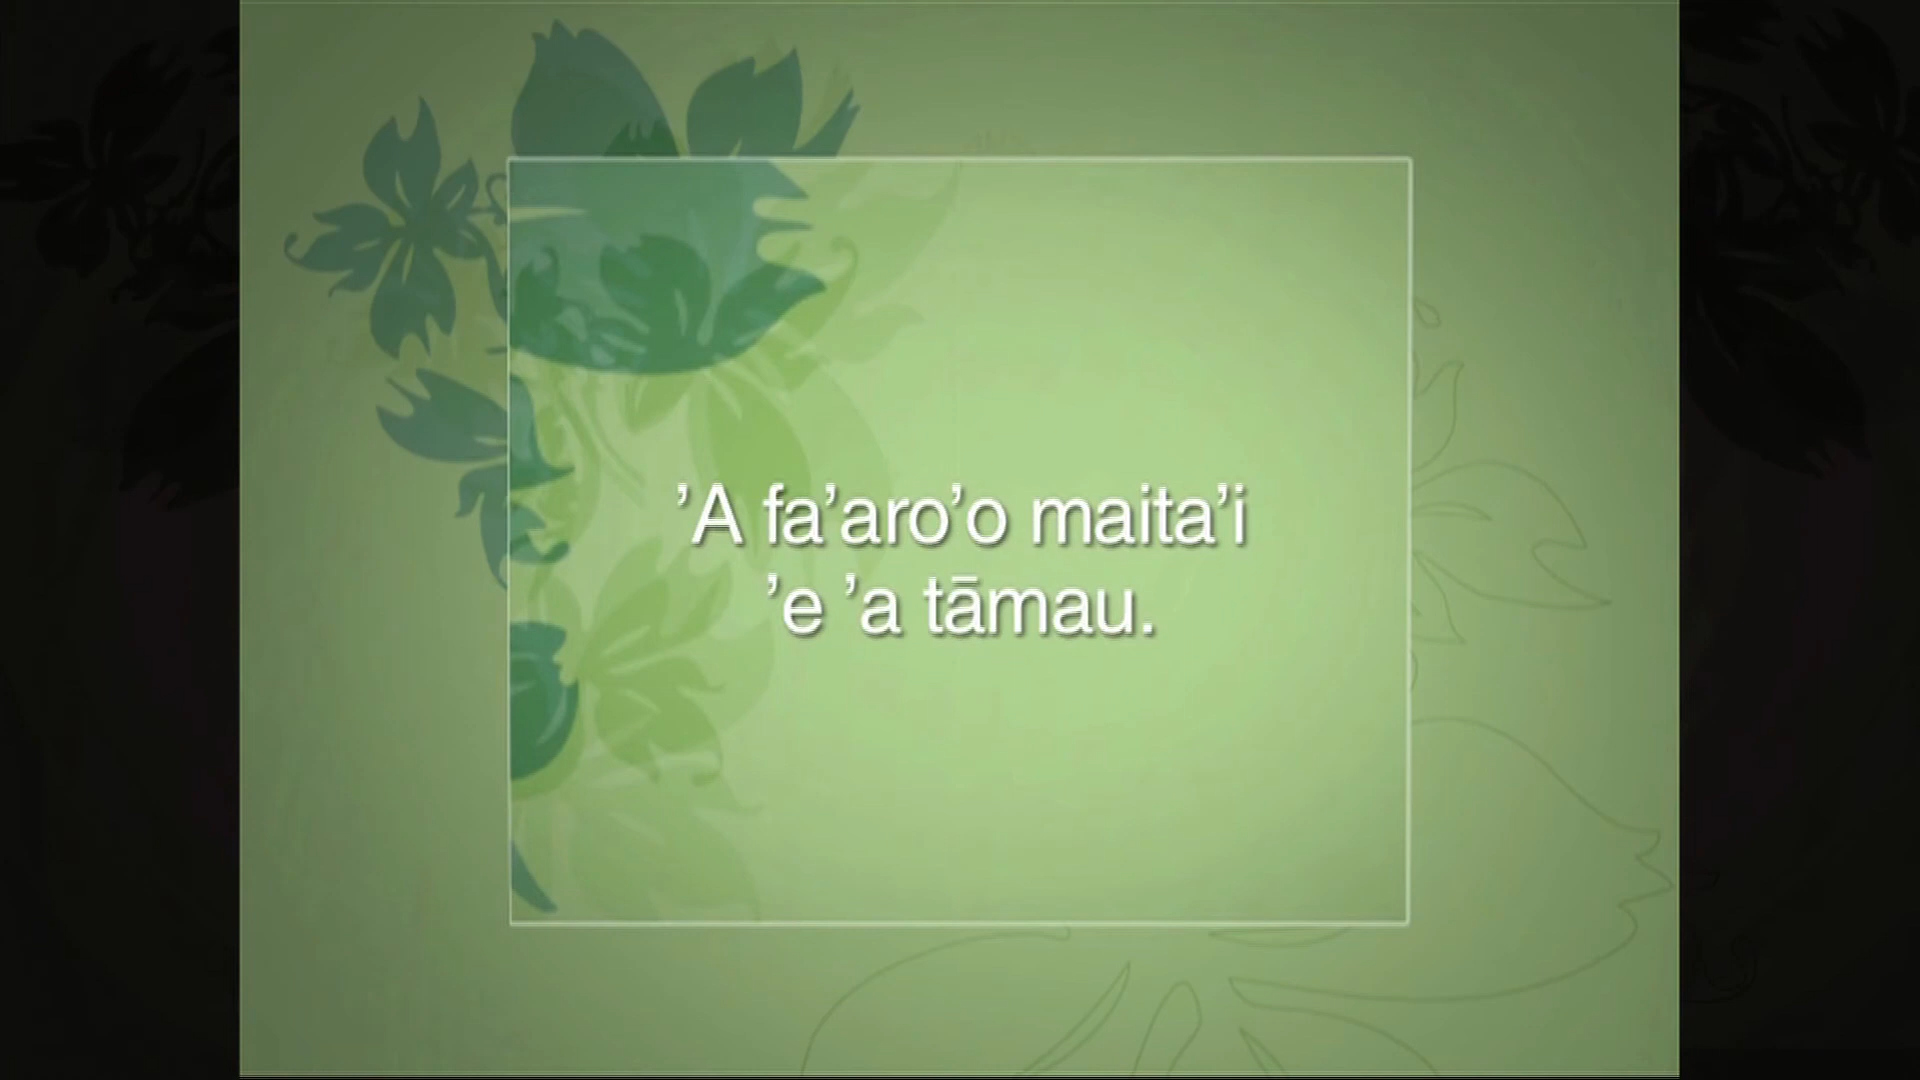 ’A fa’aro’o maita’i
’e ’a tāmau.